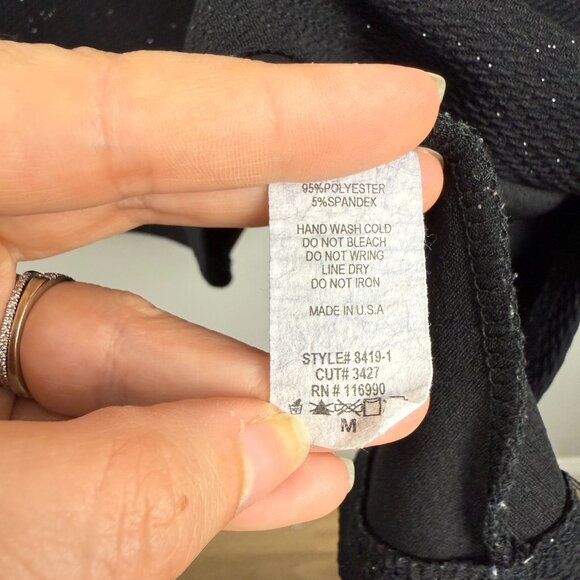 95%POLYESTER
5%SPANDEX
HAND WASH COLD
DO NOT BLEACH
DO NOT WRING
LINE DRY
DO NOT IRON
MADE IN U.S.A
STYLE# 8419-1
CUT# 3427
RN # 116990
M